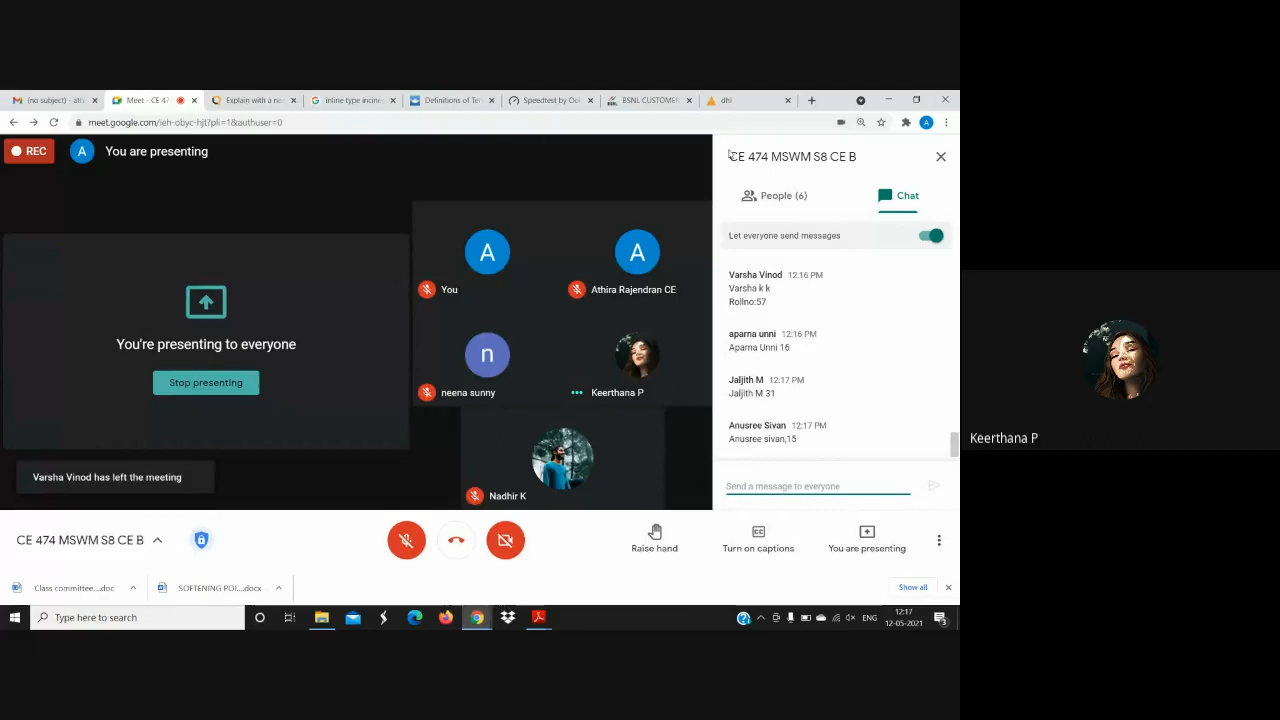 (no subject) - ath
Meet - CE 47
Explain with a ne
inline type incine
Definitions of Te
Speedtest by Ool
BSNL CUSTOMER
dhl
meet.google.com/ieh-obyc-hjt?pli=1&authuser=0
REC
A
You are presenting
CE 474 MSWM S8 CE B
People (6)
Chat
Let everyone send messages
Varsha Vinod 12:16 PM
Varsha k k
Rollno:57
aparna unni 12:16 PM
Aparna Unni 16
Jaljith M 12:17 PM
Jaljith M 31
Anusree Sivan 12:17 PM
Anusree sivan,15
Send a message to everyone
You're presenting to everyone
Stop presenting
A
You
A
Athira Rajendran CE
n
neena sunny
Keerthana P
Nadhir K
Varsha Vinod has left the meeting
Keerthana P
CE 474 MSWM S8 CE B
Raise hand
Turn on captions
You are presenting
Class committee....doc
SOFTENING POI....docx
Show all
Type here to search
ENG
12:17
12-05-2021